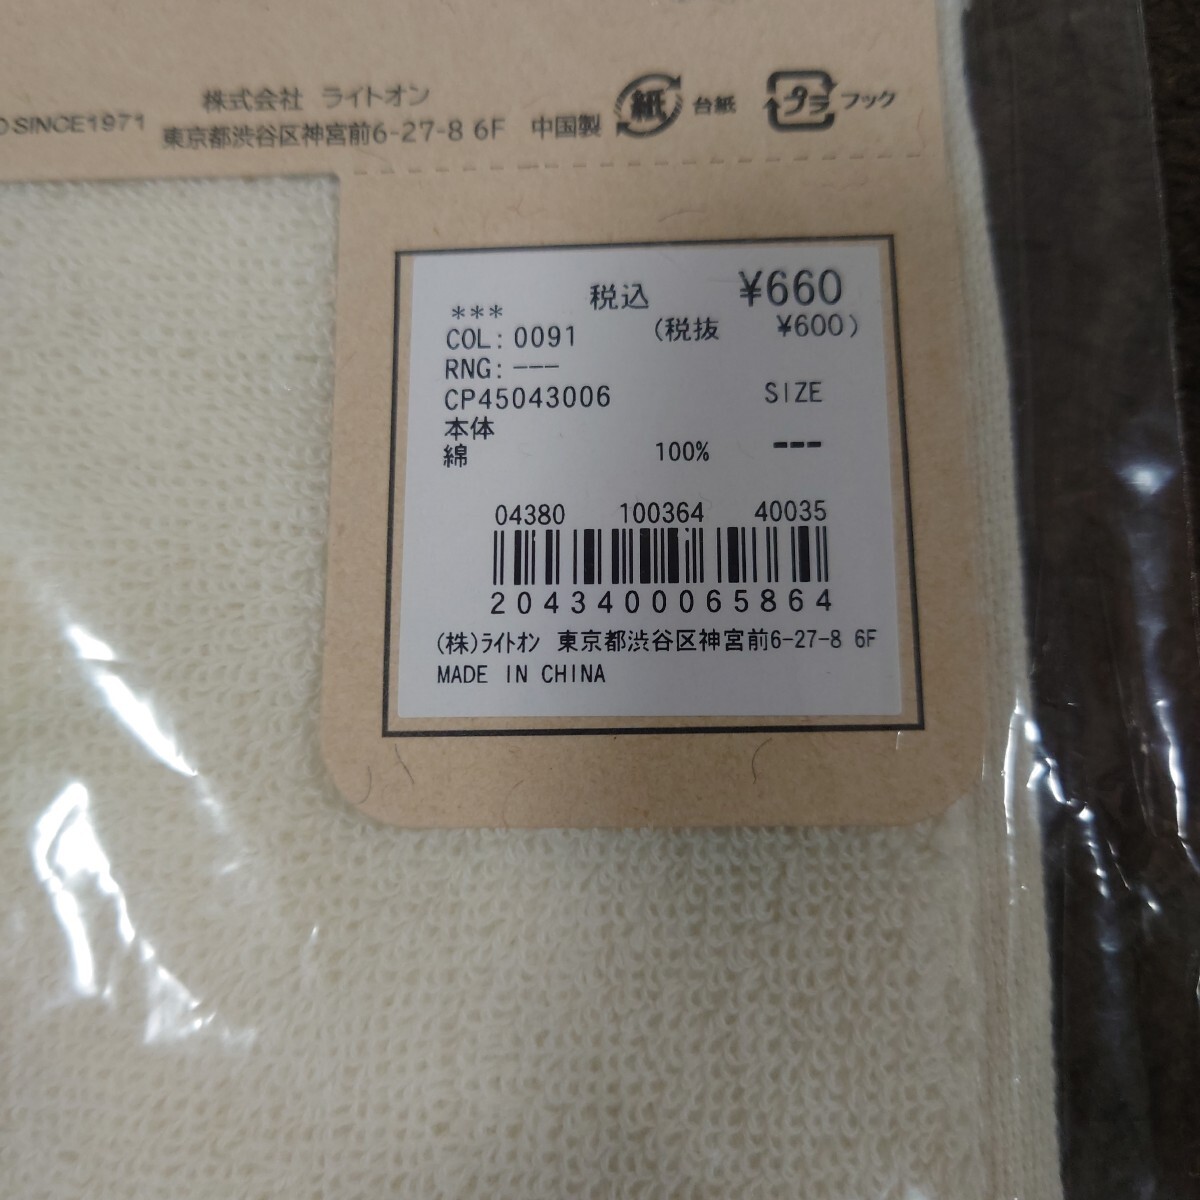 株式会社 ライトオン
SINCE1971
東京都渋谷区神宮前6-27-8 6F 中国製 紙 台紙 プラ フック
税込 ¥660
***
COL:0091 (税抜 ¥600)
RNG:---
CP45043006 SIZE
本体
綿 100% ---
04380 100364 40035
2043400065864
(株)ライトオン 東京都渋谷区神宮前6-27-8 6F
MADE IN CHINA